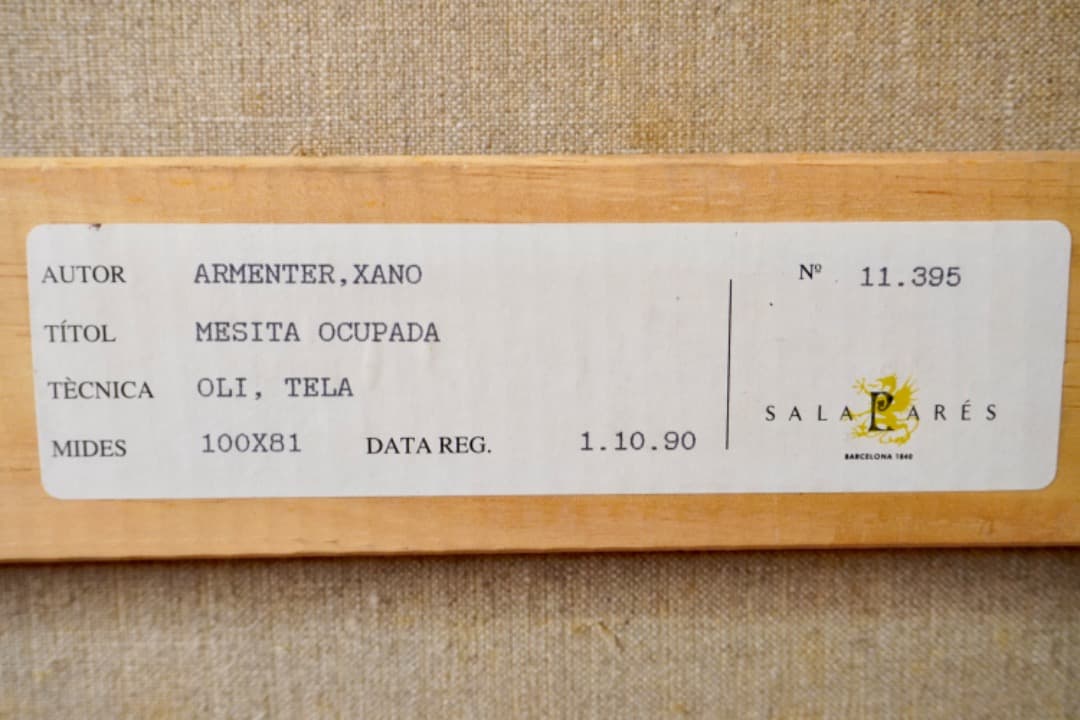 AUTOR ARMENTER,XANO
TÍTOL MESITA OCUPADA
TÈCNICA OLI, TELA
MIDES 100X81 DATA REG. 1.10.90
Nº 11.395
SALA PARÉS
BARCELONA 1840